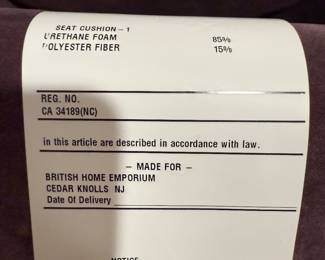 SEAT CUSHION - 1
URETHANE FOAM 85%
POLYESTER FIBER 15%
REG. NO.
CA 34189(NC)
in this article are described in accordance with law.
— MADE FOR —
BRITISH HOME EMPORIUM
CEDAR KNOLLS NJ
Date Of Delivery
NOTICE